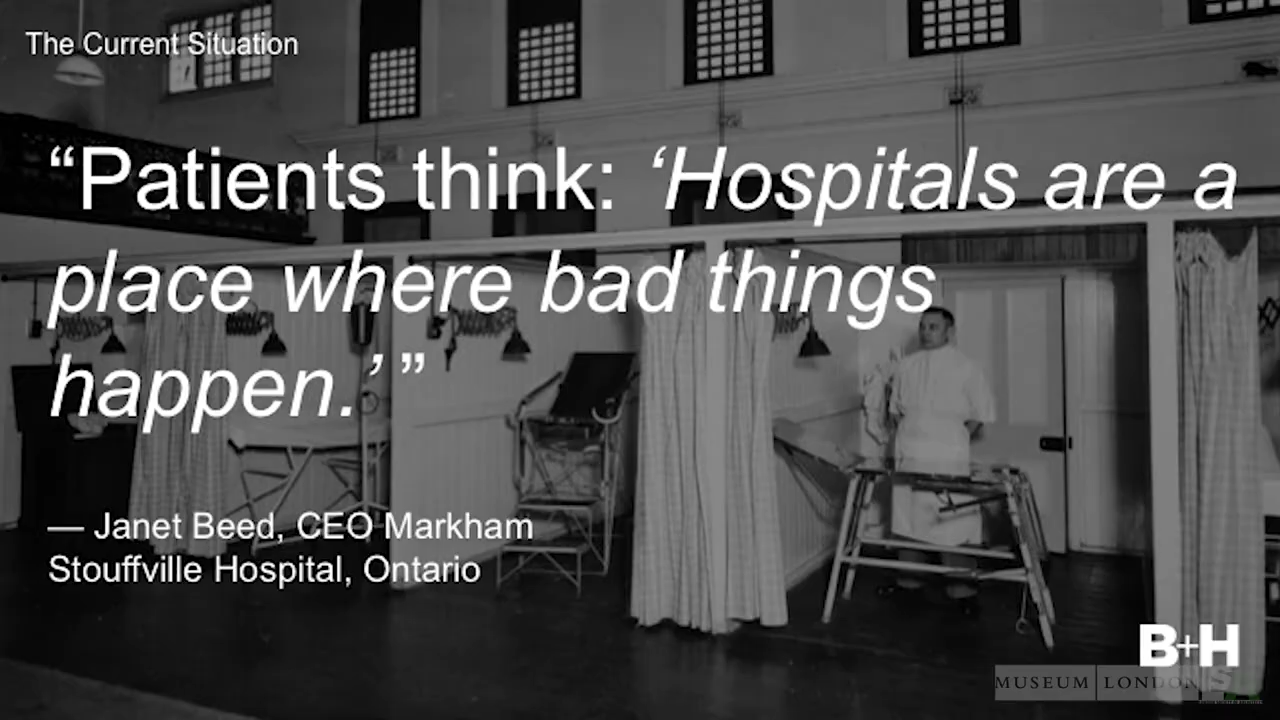 The Current Situation
“Patients think: ‘Hospitals are a
place where bad things
happen.’ ”
— Janet Beed, CEO Markham
Stouffville Hospital, Ontario
B+H
MUSEUM LONDON